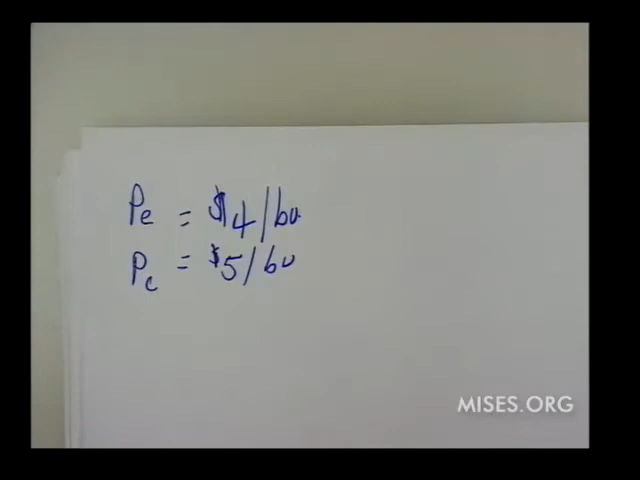 Pe = $4/bu
Pc = $5/bu
MISES.ORG